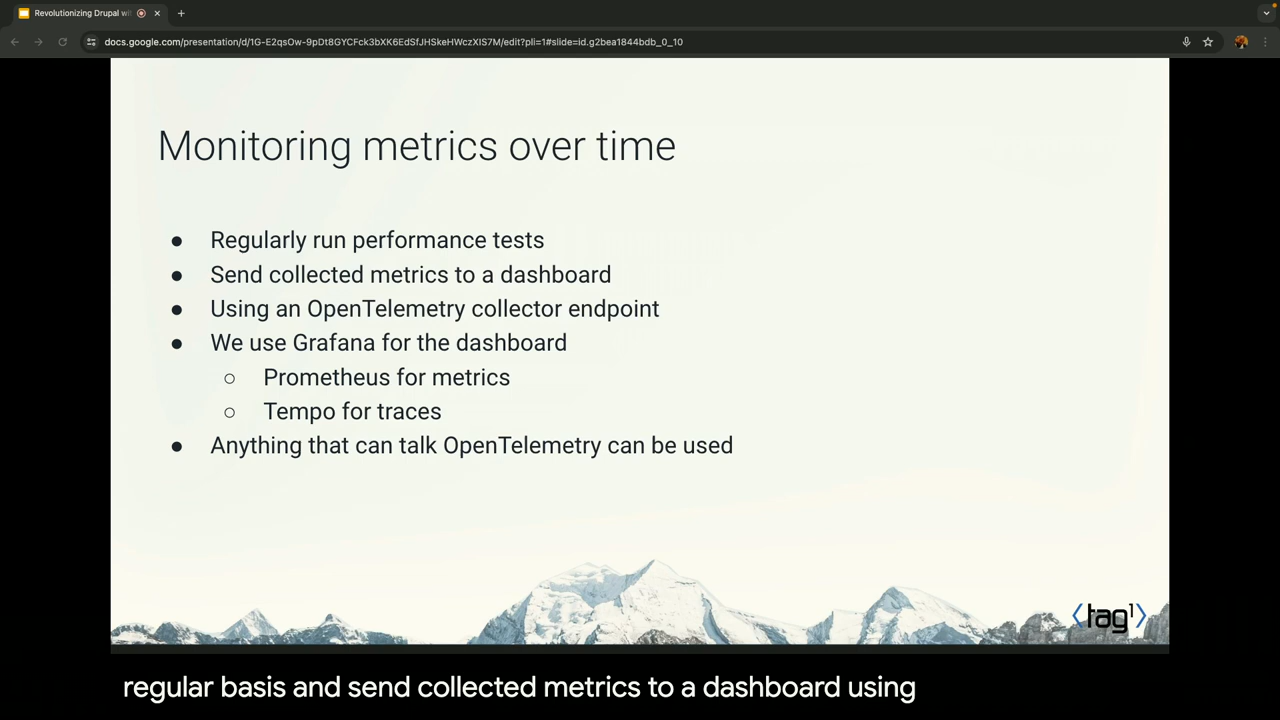 Revolutionizing Drupal wit
docs.google.com/presentation/d/1G-E2qsOw-9pDt8GYCFck3bXK6EdSfJHSkeHWczXIS7M/edit?pli=1#slide=id.g2bea1844bdb_0_10
Monitoring metrics over time
● Regularly run performance tests
● Send collected metrics to a dashboard
● Using an OpenTelemetry collector endpoint
● We use Grafana for the dashboard
○ Prometheus for metrics
○ Tempo for traces
● Anything that can talk OpenTelemetry can be used
<tag1>
regular basis and send collected metrics to a dashboard using